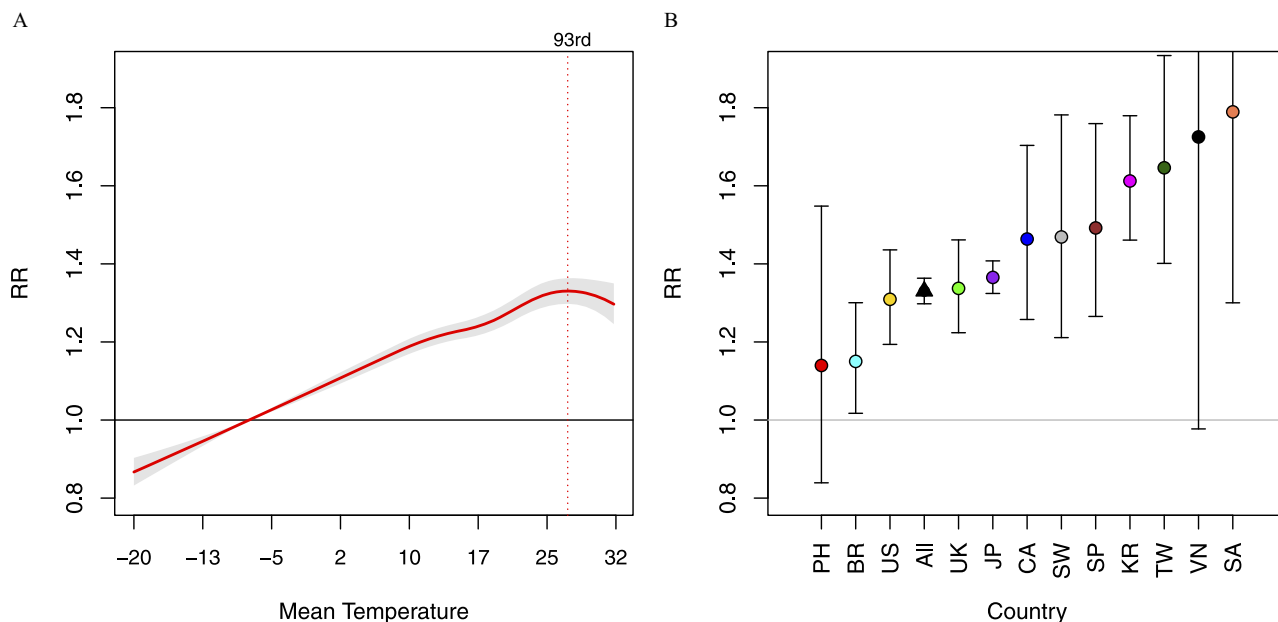 A
93rd
RR
1.8
1.6
1.4
1.2
1.0
0.8
−20 −13 −5 2 10 17 25 32
Mean Temperature
B
RR
1.8
1.6
1.4
1.2
1.0
0.8
PH BR US All UK JP CA SW SP KR TW VN SA
Country